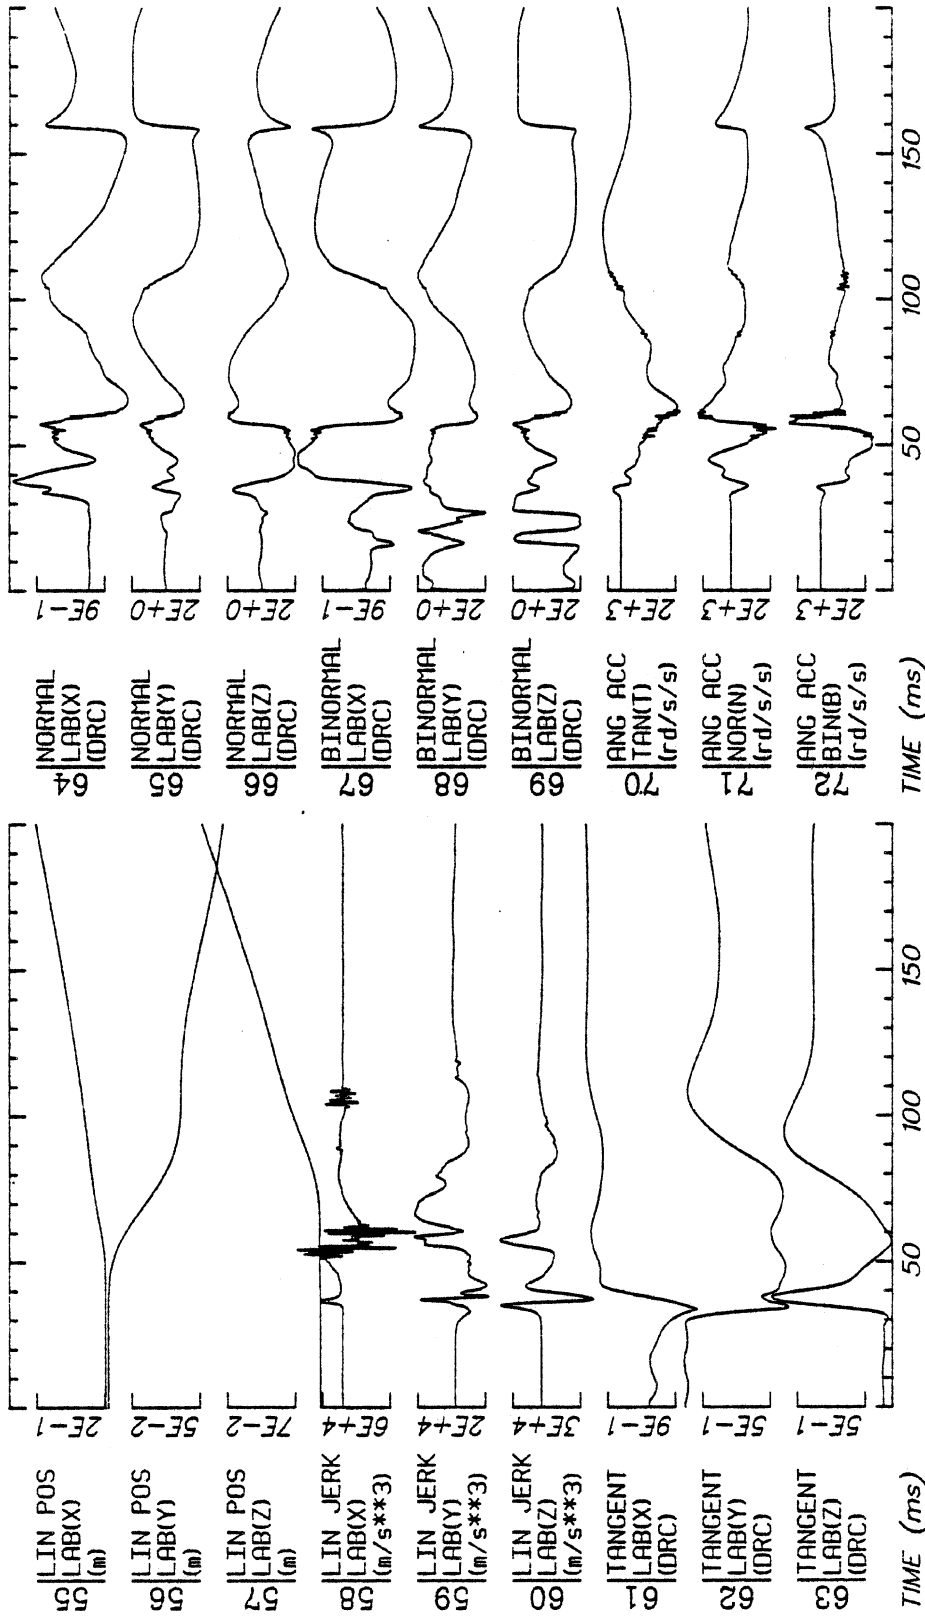 55 LIN POS
LAB(X)
(m)
2E-1
56 LIN POS
LAB(Y)
(m)
5E-2
57 LIN POS
LAB(Z)
(m)
7E-2
58 LIN JERK
LAB(X)
(m/s**3)
6E+4
59 LIN JERK
LAB(Y)
(m/s**3)
2E+4
60 LIN JERK
LAB(Z)
(m/s**3)
3E+4
61 TANGENT
LAB(X)
(DRC)
9E-1
62 TANGENT
LAB(Y)
(DRC)
5E-1
63 TANGENT
LAB(Z)
(DRC)
5E-1
TIME (ms)
50 100 150
64 NORMAL
LAB(X)
(DRC)
9E-1
65 NORMAL
LAB(Y)
(DRC)
2E+0
66 NORMAL
LAB(Z)
(DRC)
2E+0
67 BINORMAL
LAB(X)
(DRC)
9E-1
68 BINORMAL
LAB(Y)
(DRC)
2E+0
69 BINORMAL
LAB(Z)
(DRC)
2E+0
70 ANG ACC
TAN(T)
(rd/s/s)
2E+3
71 ANG ACC
NOR(N)
(rd/s/s)
2E+3
72 ANG ACC
BIN(B)
(rd/s/s)
2E+3
TIME (ms)
50 100 150